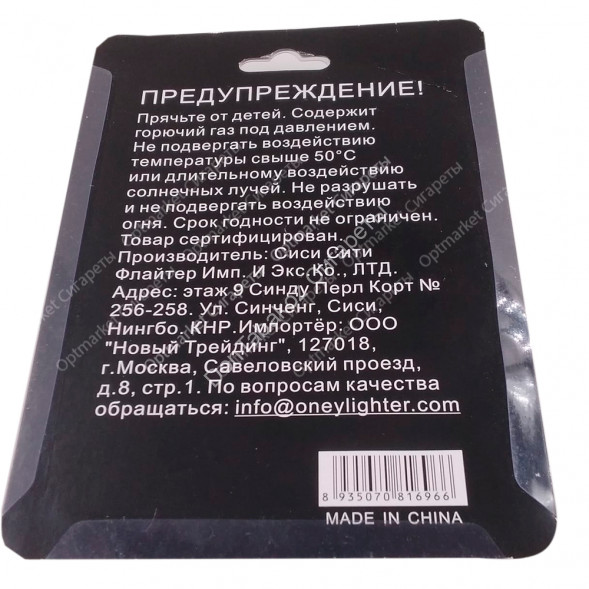 ПРЕДУПРЕЖДЕНИЕ!
Прячьте от детей. Содержит
горючий газ под давлением.
Не подвергать воздействию
температуры свыше 50°C
или длительному воздействию
солнечных лучей. Не разрушать
и не подвергать воздействию
огня. Срок годности не ограничен.
Товар сертифицирован.
Производитель: Сиси Сити
Флайтер Имп. И Экс.Ко., ЛТД.
Адрес: этаж 9 Синду Перл Корт №
256-258. Ул. Синченг, Сиси,
Нингбо, КНР.Импортёр: ООО
"Новый Трейдинг", 127018,
г.Москва, Савеловский проезд,
д.8, стр.1. По вопросам качества
обращаться: info@oneylighter.com
8 935070 816966
MADE IN CHINA
Optmarket Сигареты